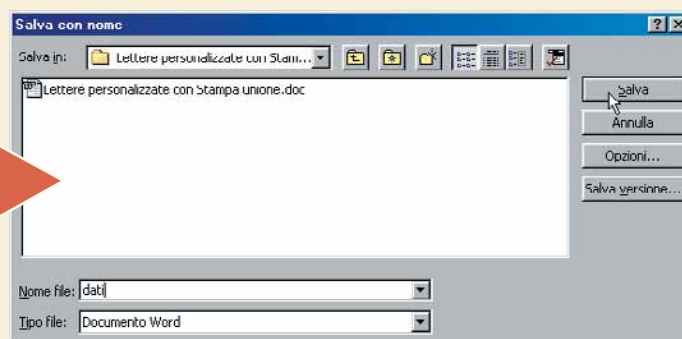 Salva con nome
Salva in: Lettere personalizzate con Stam...
Lettere personalizzate con Stampa unione.doc
Salva
Annulla
Opzioni...
Salva versione...
Nome file: dati
Tipo file: Documento Word